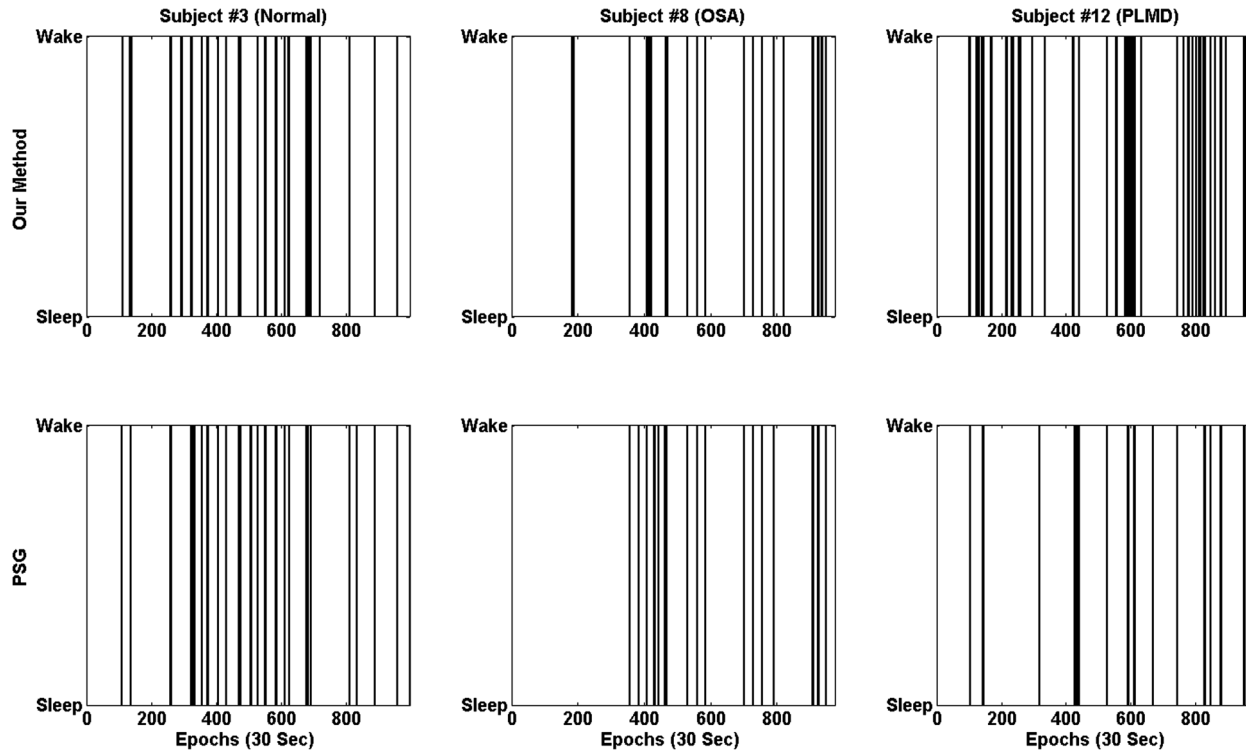 Subject #3 (Normal)
Subject #8 (OSA)
Subject #12 (PLMD)
Our Method
Wake
Sleep
0 200 400 600 800
Wake
Sleep
0 200 400 600 800
Wake
Sleep
0 200 400 600 800
PSG
Wake
Sleep
0 200 400 600 800
Epochs (30 Sec)
Wake
Sleep
0 200 400 600 800
Epochs (30 Sec)
Wake
Sleep
0 200 400 600 800
Epochs (30 Sec)